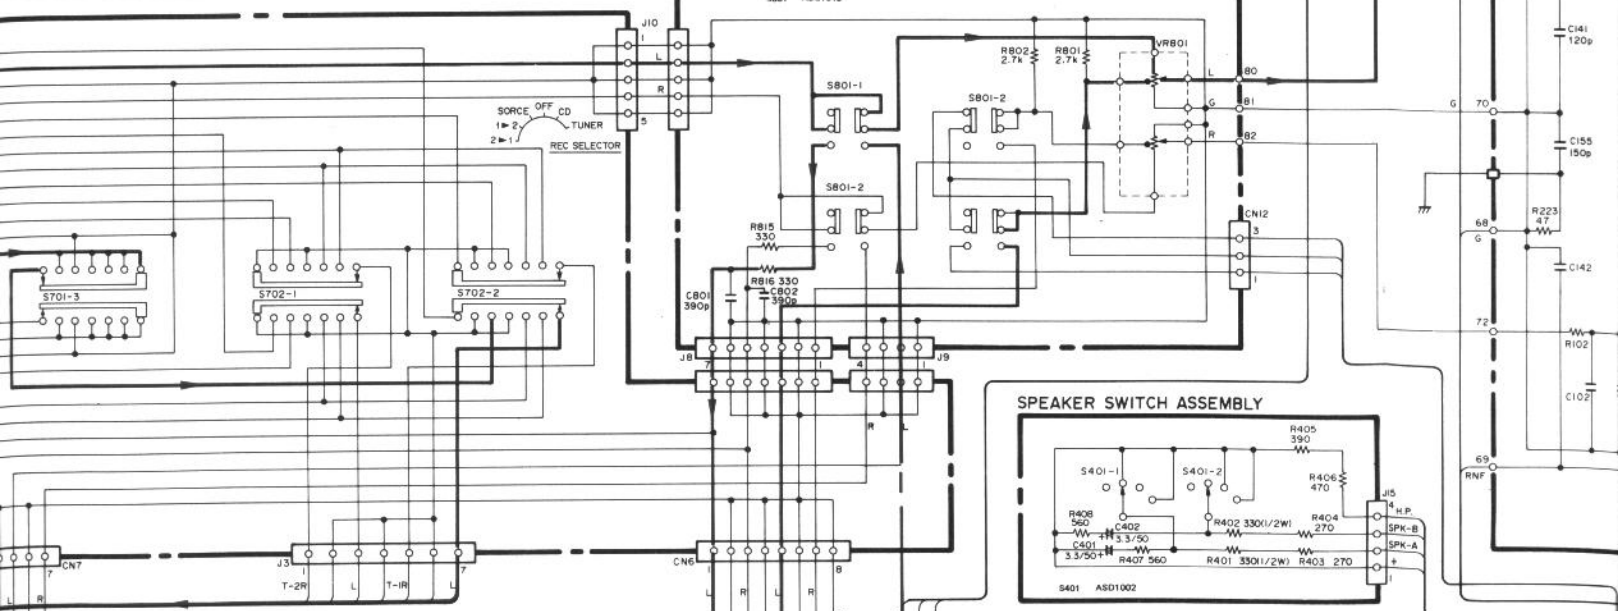 J10
1
L
R
5
SORCE OFF CD
1►2 TUNER
2►1
REC SELECTOR
S801-1
S801-2
R802
2.7k
R801
2.7k
VR801
S801-2
L
80
G
81
R
82
G
70
C141
120p
C155
150p
R223
47
68
G
C142
72
R102
C102
69
RNF
CN12
3
1
R815
330
R816 330
C801
390p
C802
390p
S701-3
S702-1
S702-2
J8
7
1
4
1
J9
R
L
CN7
7
L
R
J3
1
7
T-2R
L
T-1R
L
CN6
1
8
L
R
L
R
SPEAKER SWITCH ASSEMBLY
R405
390
S401-1
S401-2
R406
470
J15
4
H.P.
R408
560
C402
3.3/50
R402 330(1/2W)
R404
270
SPK-B
C401
3.3/50
R407 560
R401 330(1/2W)
R403 270
SPK-A
+
1
S401 ASD1002